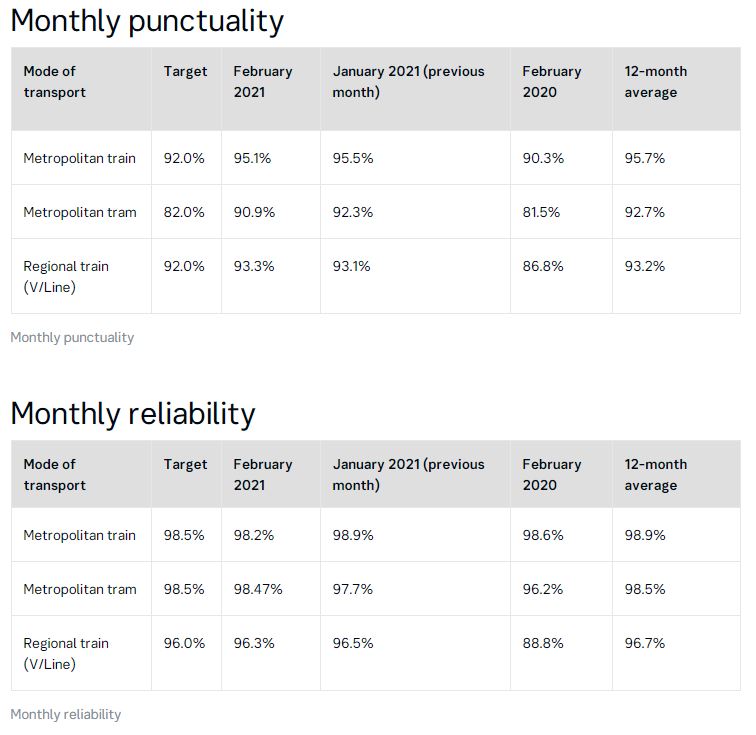 Monthly punctuality
Mode of transport Target February 2021 January 2021 (previous month) February 2020 12-month average
Metropolitan train 92.0% 95.1% 95.5% 90.3% 95.7%
Metropolitan tram 82.0% 90.9% 92.3% 81.5% 92.7%
Regional train (V/Line) 92.0% 93.3% 93.1% 86.8% 93.2%
Monthly punctuality
Monthly reliability
Mode of transport Target February 2021 January 2021 (previous month) February 2020 12-month average
Metropolitan train 98.5% 98.2% 98.9% 98.6% 98.9%
Metropolitan tram 98.5% 98.47% 97.7% 96.2% 98.5%
Regional train (V/Line) 96.0% 96.3% 96.5% 88.8% 96.7%
Monthly reliability